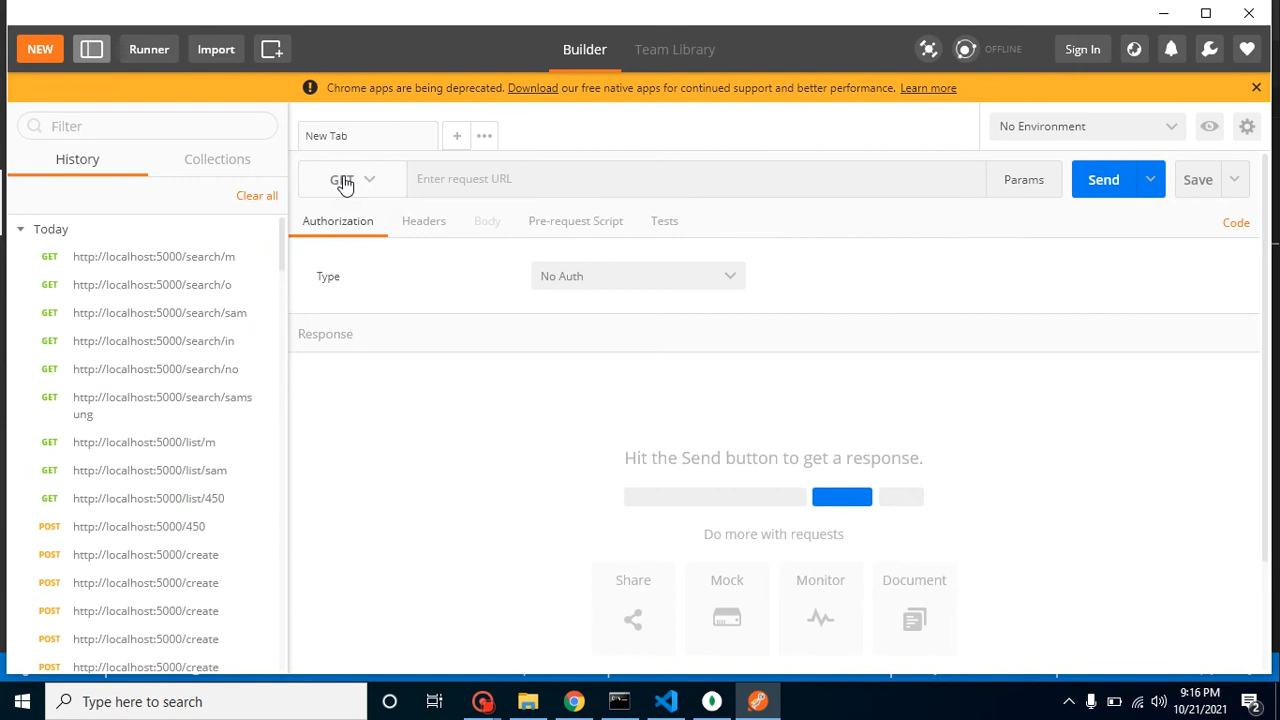 NEW
Runner
Import
Builder
Team Library
OFFLINE
Sign In
Chrome apps are being deprecated. Download our free native apps for continued support and better performance. Learn more
Filter
History
Collections
Clear all
New Tab
No Environment
GET
Enter request URL
Params
Send
Save
Authorization
Headers
Body
Pre-request Script
Tests
Code
Type
No Auth
Response
Today
GET http://localhost:5000/search/m
GET http://localhost:5000/search/o
GET http://localhost:5000/search/sam
GET http://localhost:5000/search/in
GET http://localhost:5000/search/no
GET http://localhost:5000/search/sams
ung
GET http://localhost:5000/list/m
GET http://localhost:5000/list/sam
GET http://localhost:5000/list/450
POST http://localhost:5000/450
POST http://localhost:5000/create
POST http://localhost:5000/create
POST http://localhost:5000/create
POST http://localhost:5000/create
POST http://localhost:5000/create
Hit the Send button to get a response.
Do more with requests
Share
Mock
Monitor
Document
Type here to search
9:16 PM
10/21/2021
2